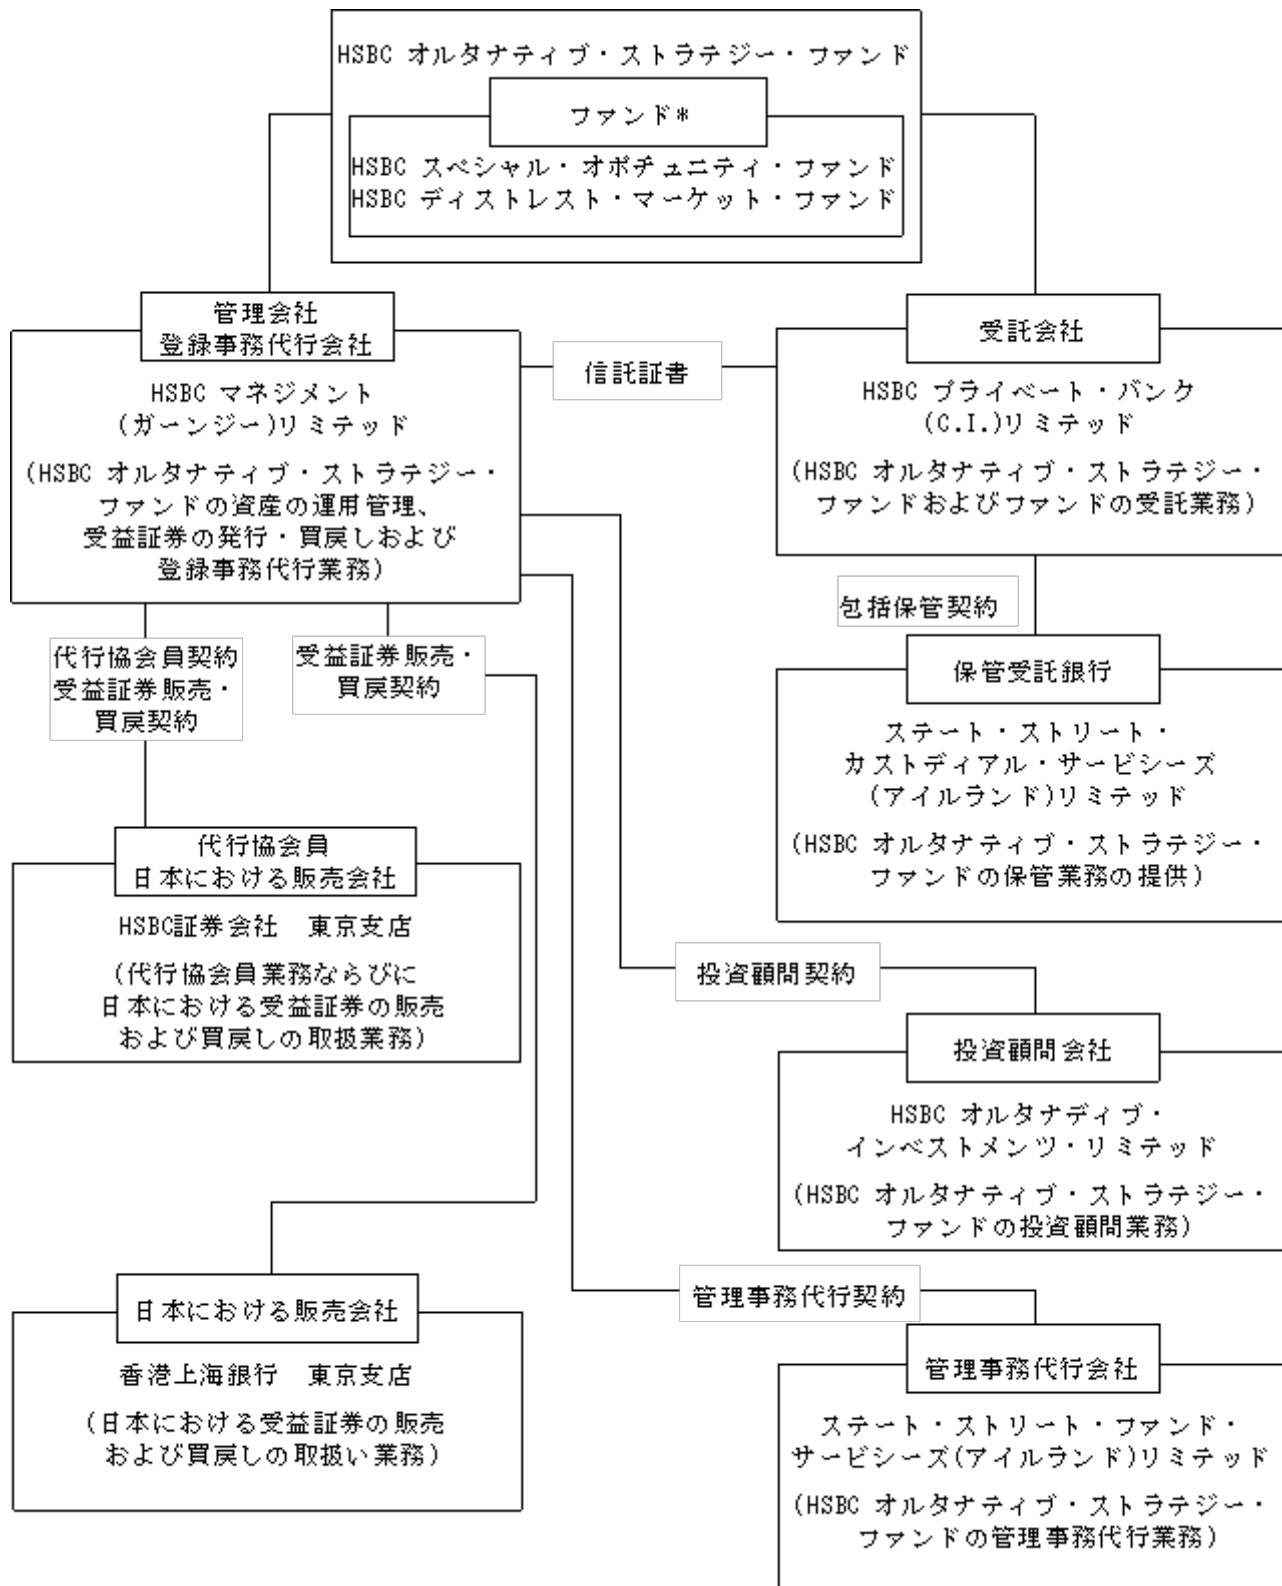 HSBC オルタナティブ・ストラテジー・ファンド
ファンド*
HSBC スペシャル・オポチュニティ・ファンド
HSBC ディストレスト・マーケット・ファンド
管理会社
登録事務代行会社
HSBC マネジメント
(ガーンジー)リミテッド
(HSBC オルタナティブ・ストラテジー・
ファンドの資産の運用管理、
受益証券の発行・買戻しおよび
登録事務代行業務)
信託証書
受託会社
HSBC プライベート・バンク
(C.I.)リミテッド
(HSBC オルタナティブ・ストラテジー・
ファンドおよびファンドの受託業務)
包括保管契約
代行協会員契約
受益証券販売・
買戻契約
受益証券販売・
買戻契約
保管受託銀行
ステート・ストリート・
カストディアル・サービシーズ
(アイルランド)リミテッド
(HSBC オルタナティブ・ストラテジー・
ファンドの保管業務の提供)
代行協会員
日本における販売会社
HSBC証券会社　東京支店
(代行協会員業務ならびに
日本における受益証券の販売
および買戻しの取扱業務)
投資顧問契約
投資顧問会社
HSBC オルタナディブ・
インベストメンツ・リミテッド
(HSBC オルタナティブ・ストラテジー・
ファンドの投資顧問業務)
管理事務代行契約
日本における販売会社
香港上海銀行　東京支店
(日本における受益証券の販売
および買戻しの取扱い業務)
管理事務代行会社
ステート・ストリート・ファンド・
サービシーズ(アイルランド)リミテッド
(HSBC オルタナティブ・ストラテジー・
ファンドの管理事務代行業務)